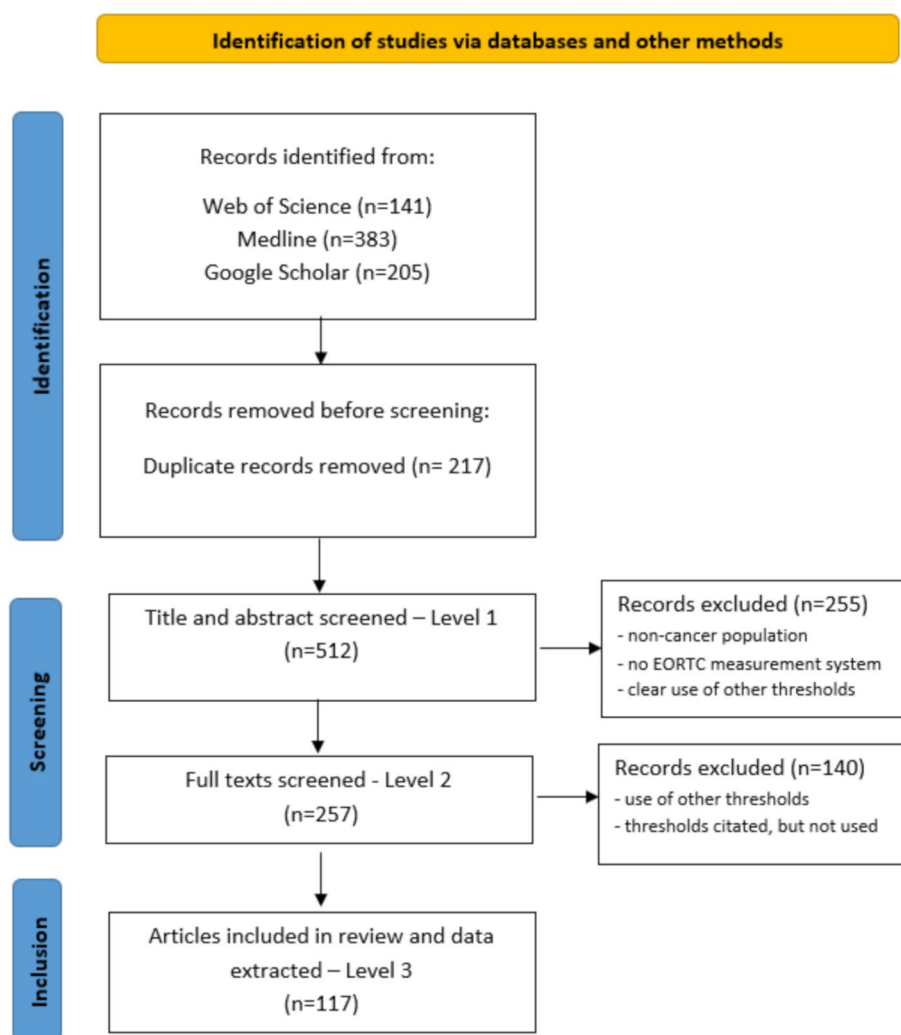 Identification of studies via databases and other methods
Identification
Records identified from:
Web of Science (n=141)
Medline (n=383)
Google Scholar (n=205)
Records removed before screening:
Duplicate records removed (n= 217)
Screening
Title and abstract screened – Level 1
(n=512)
Records excluded (n=255)
- non-cancer population
- no EORTC measurement system
- clear use of other thresholds
Full texts screened - Level 2
(n=257)
Records excluded (n=140)
- use of other thresholds
- thresholds citated, but not used
Inclusion
Articles included in review and data
extracted – Level 3
(n=117)